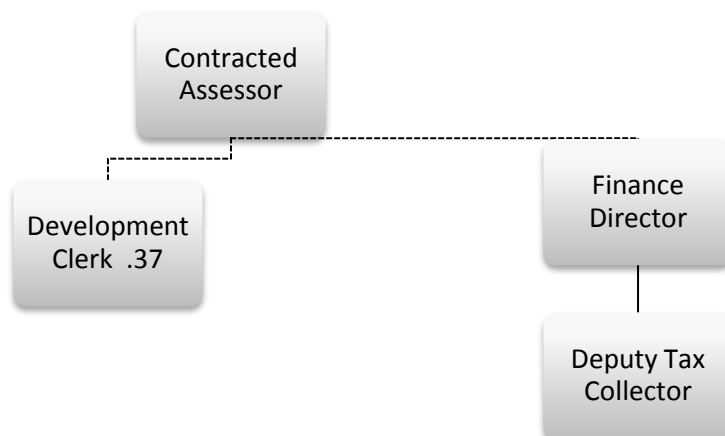 Contracted
Assessor
Development
Clerk .37
Finance
Director
Deputy Tax
Collector